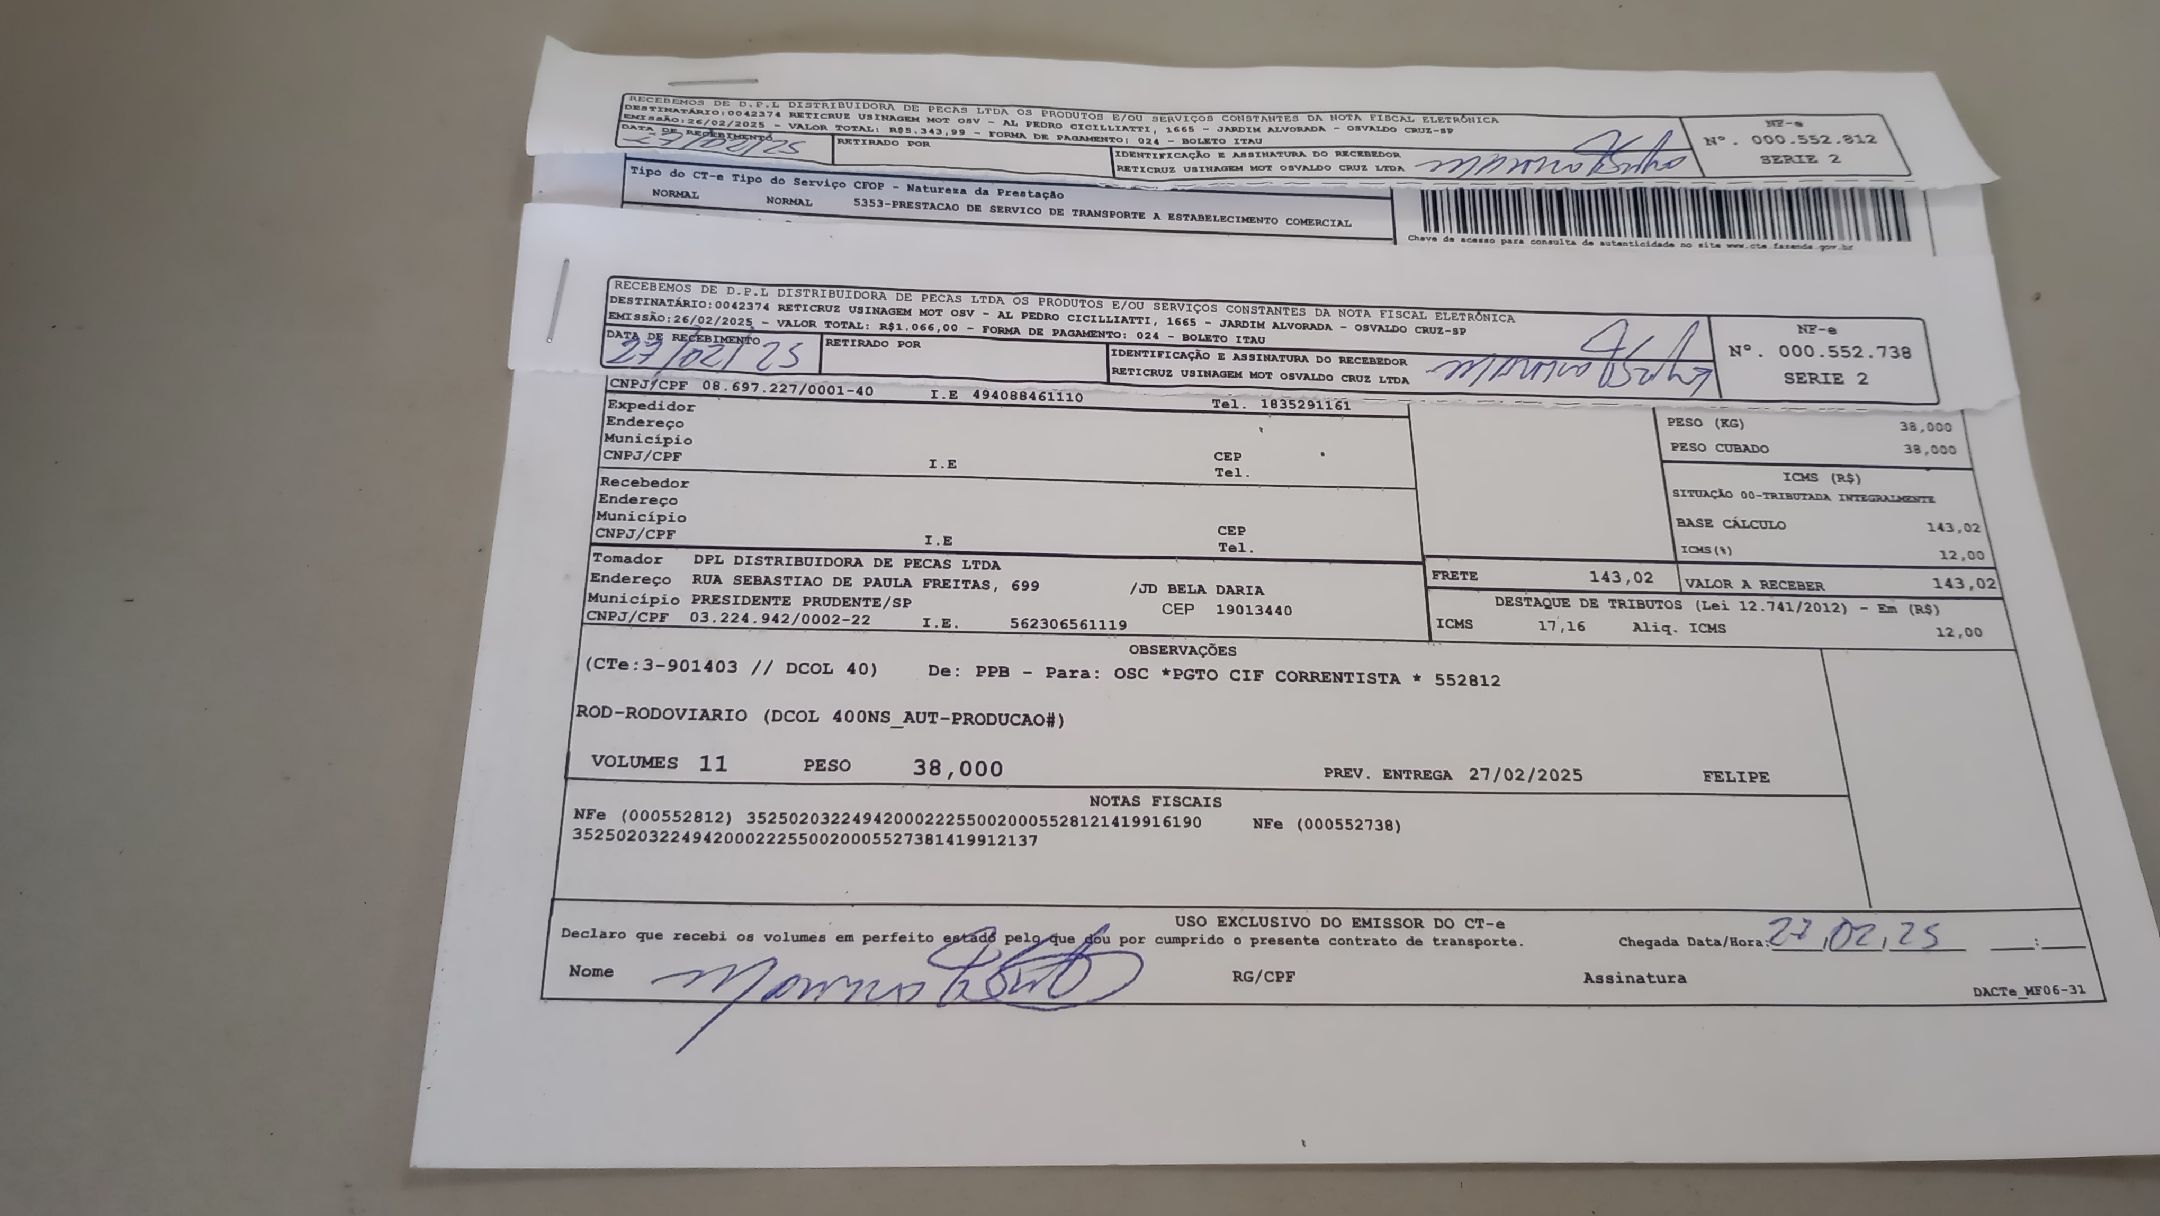 RECEBEMOS DE D.P.L DISTRIBUIDORA DE PECAS LTDA OS PRODUTOS E/OU SERVIÇOS CONSTANTES DA NOTA FISCAL ELETRÔNICA
DESTINATÁRIO:0042374 RETICRUZ USINAGEM MOT OSV - AL PEDRO CICILLIATTI, 1665 - JARDIM ALVORADA - OSVALDO CRUZ-SP
EMISSÃO:26/02/2025 - VALOR TOTAL: R$5.343,99 - FORMA DE PAGAMENTO: 024 - BOLETO ITAU
DATA DE RECEBIMENTO
RETIRADO POR
IDENTIFICAÇÃO E ASSINATURA DO RECEBEDOR
RETICRUZ USINAGEM MOT OSVALDO CRUZ LTDA
NF-e
Nº. 000.552.812
SERIE 2
Tipo do CT-e Tipo do Serviço CFOP - Natureza da Prestação
NORMAL NORMAL 5353-PRESTACAO DE SERVICO DE TRANSPORTE A ESTABELECIMENTO COMERCIAL
Chave de acesso para consulta de autenticidade no site www.cte.fazenda.gov.br
RECEBEMOS DE D.P.L DISTRIBUIDORA DE PECAS LTDA OS PRODUTOS E/OU SERVIÇOS CONSTANTES DA NOTA FISCAL ELETRÔNICA
DESTINATÁRIO:0042374 RETICRUZ USINAGEM MOT OSV - AL PEDRO CICILLIATTI, 1665 - JARDIM ALVORADA - OSVALDO CRUZ-SP
EMISSÃO:26/02/2025 - VALOR TOTAL: R$1.066,00 - FORMA DE PAGAMENTO: 024 - BOLETO ITAU
DATA DE RECEBIMENTO
RETIRADO POR
IDENTIFICAÇÃO E ASSINATURA DO RECEBEDOR
RETICRUZ USINAGEM MOT OSVALDO CRUZ LTDA
NF-e
Nº. 000.552.738
SERIE 2
CNPJ/CPF 08.697.227/0001-40 I.E 494088461110 Tel. 1835291161
Expedidor
Endereço
Município
CNPJ/CPF I.E CEP
Tel.
Recebedor
Endereço
Município
CNPJ/CPF I.E CEP
Tel.
PESO (KG) 38,000
PESO CUBADO 38,000
ICMS (R$)
SITUAÇÃO 00-TRIBUTADA INTEGRALMENTE
BASE CÁLCULO 143,02
ICMS(%) 12,00
Tomador DPL DISTRIBUIDORA DE PECAS LTDA
Endereço RUA SEBASTIAO DE PAULA FREITAS, 699 /JD BELA DARIA
Município PRESIDENTE PRUDENTE/SP CEP 19013440
CNPJ/CPF 03.224.942/0002-22 I.E. 562306561119
FRETE 143,02 VALOR A RECEBER 143,02
DESTAQUE DE TRIBUTOS (Lei 12.741/2012) - Em (R$)
ICMS 17,16 Aliq. ICMS 12,00
OBSERVAÇÕES
(CTe:3-901403 // DCOL 40) De: PPB - Para: OSC *PGTO CIF CORRENTISTA * 552812
ROD-RODOVIARIO (DCOL 400NS_AUT-PRODUCAO#)
VOLUMES 11 PESO 38,000 PREV. ENTREGA 27/02/2025 FELIPE
NOTAS FISCAIS
NFe (000552812) 35250203224942000222550020005528121419916190 NFe (000552738)
35250203224942000222550020005527381419912137
USO EXCLUSIVO DO EMISSOR DO CT-e
Declaro que recebi os volumes em perfeito estado pelo que dou por cumprido o presente contrato de transporte. Chegada Data/Hora: 27/02/25 __:__
Nome RG/CPF Assinatura
DACTe_MF06-31